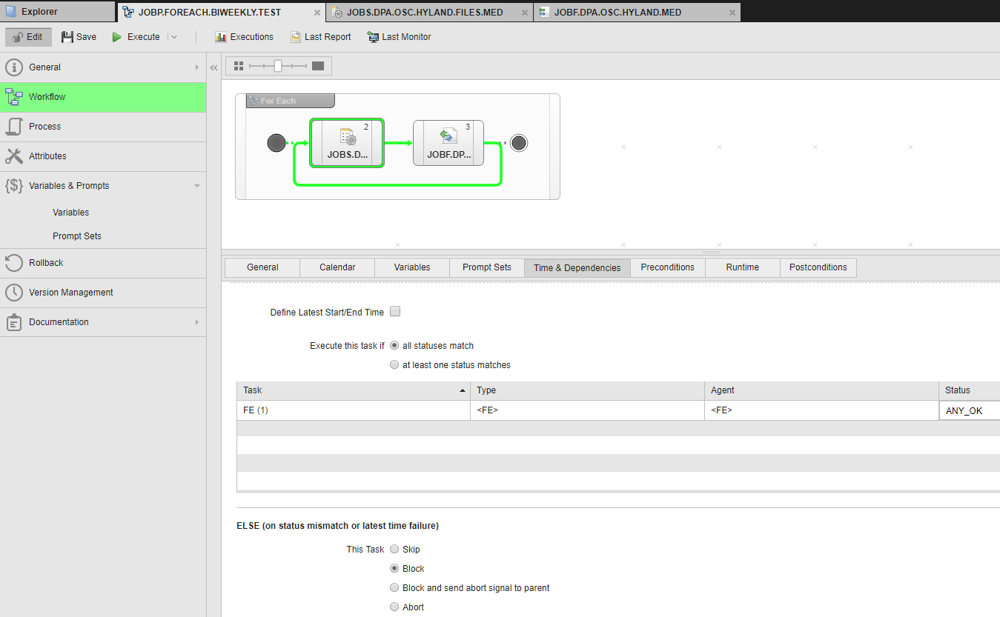 Explorer
JOBP.FOREACH.BIWEEKLY.TEST
JOBS.DPA.OSC.HYLAND.FILES.MED
JOBF.DPA.OSC.HYLAND.MED
Edit
Save
Execute
Executions
Last Report
Last Monitor
General
Workflow
Process
Attributes
Variables & Prompts
Variables
Prompt Sets
Rollback
Version Management
Documentation
For Each
2
JOBS.D...
3
JOBF.DP...
General
Calendar
Variables
Prompt Sets
Time & Dependencies
Preconditions
Runtime
Postconditions
Define Latest Start/End Time
Execute this task if
all statuses match
at least one status matches
Task
Type
Agent
Status
FE (1)
<FE>
<FE>
ANY_OK
ELSE (on status mismatch or latest time failure)
This Task
Skip
Block
Block and send abort signal to parent
Abort